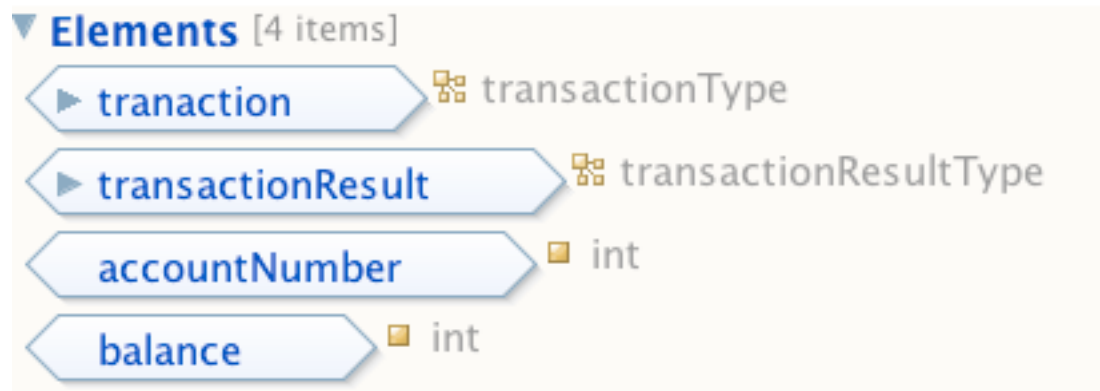 Elements [4 items]
tranaction transactionType
transactionResult transactionResultType
accountNumber int
balance int